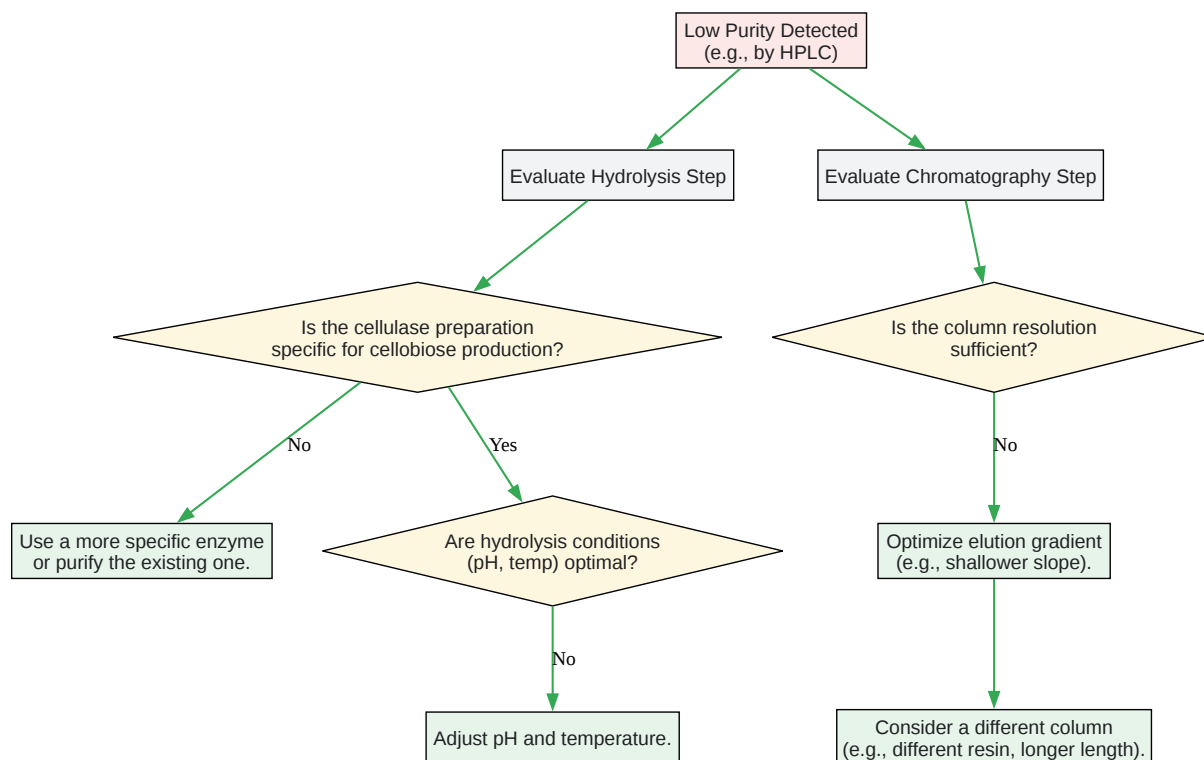 Low Purity Detected
(e.g., by HPLC)
Evaluate Hydrolysis Step
Evaluate Chromatography Step
Is the cellulase preparation
specific for cellobiose production?
Is the column resolution
sufficient?
No
Yes
No
Use a more specific enzyme
or purify the existing one.
Are hydrolysis conditions
(pH, temp) optimal?
Optimize elution gradient
(e.g., shallower slope).
No
Adjust pH and temperature.
Consider a different column
(e.g., different resin, longer length).